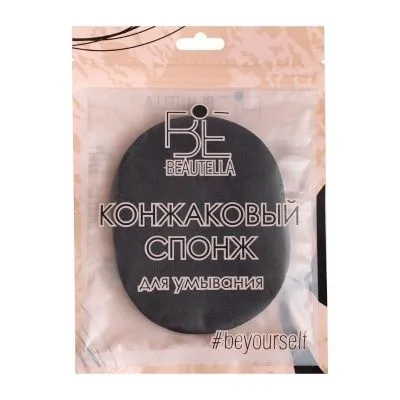 BE
BEAUTELLA
КОНЖАКОВЫЙ
СПОНЖ
для умывания
#beyourself